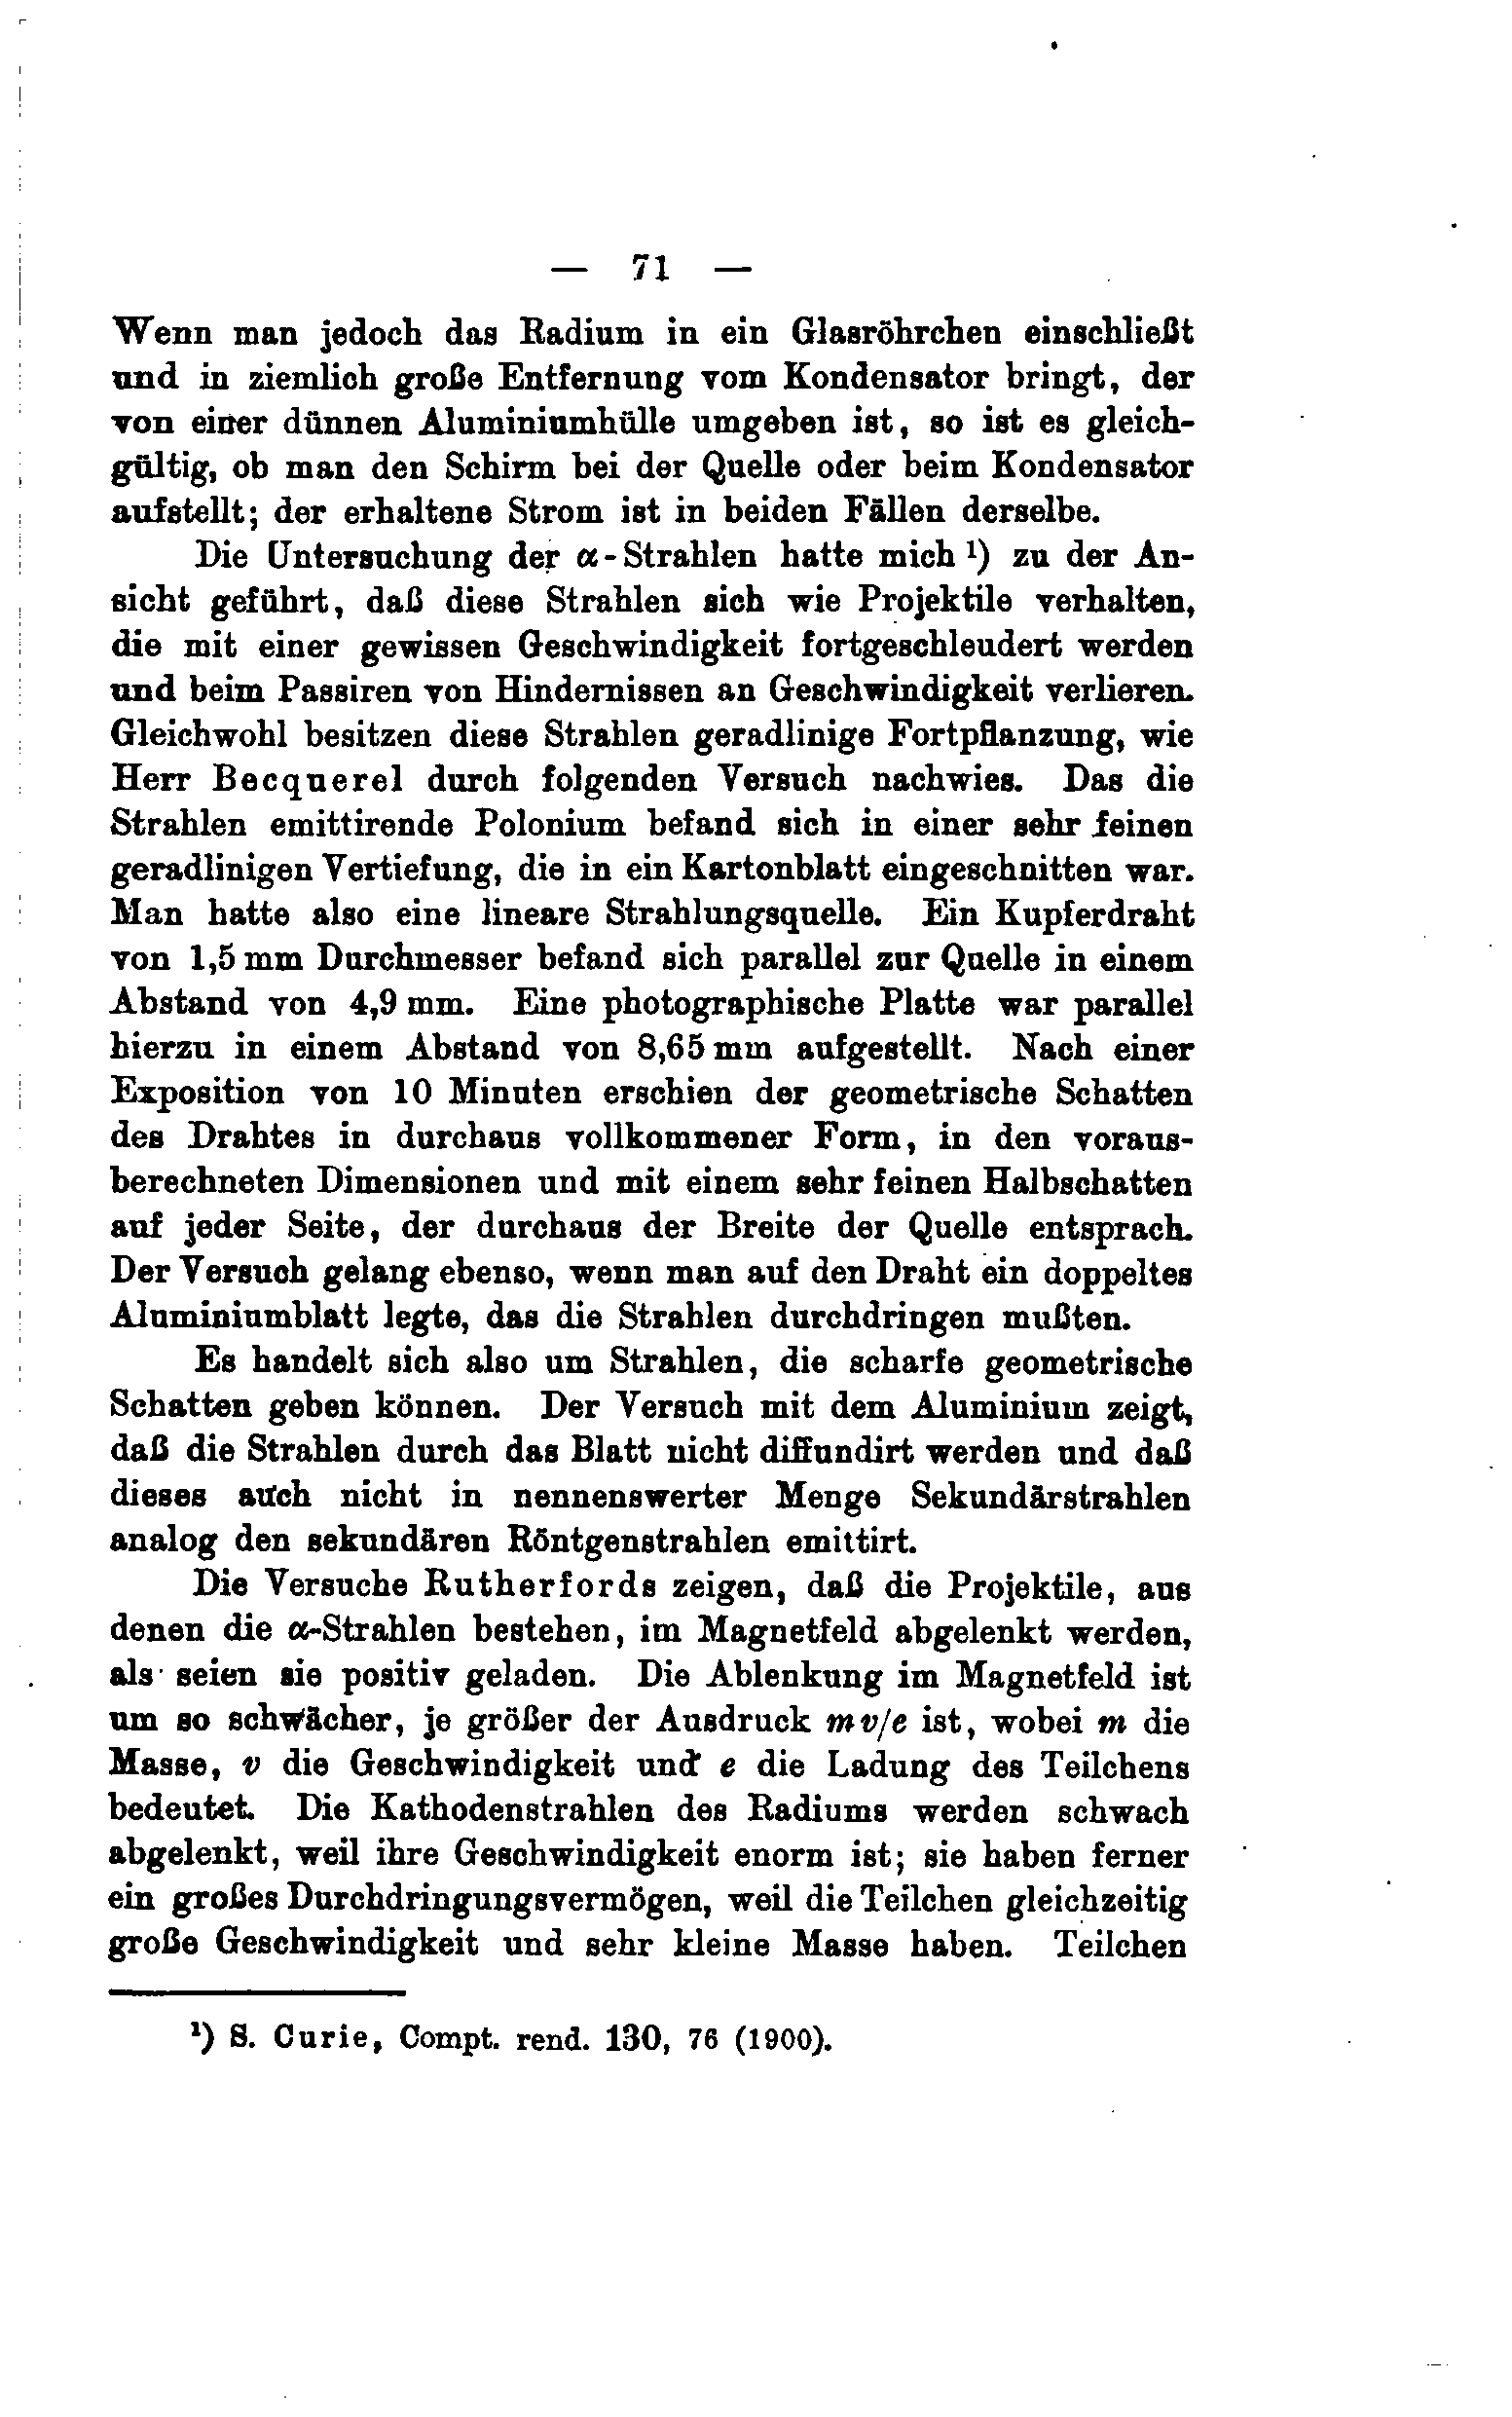 — 71 —
Wenn man jedoch das Radium in ein Glasröhrchen einschließt
und in ziemlich große Entfernung vom Kondensator bringt, der
von einer dünnen Aluminiumhülle umgeben ist, so ist es gleich-
gültig, ob man den Schirm bei der Quelle oder beim Kondensator
aufstellt; der erhaltene Strom ist in beiden Fällen derselbe.
Die Untersuchung der α-Strahlen hatte mich ¹) zu der An-
sicht geführt, daß diese Strahlen sich wie Projektile verhalten,
die mit einer gewissen Geschwindigkeit fortgeschleudert werden
und beim Passiren von Hindernissen an Geschwindigkeit verlieren.
Gleichwohl besitzen diese Strahlen geradlinige Fortpflanzung, wie
Herr Becquerel durch folgenden Versuch nachwies. Das die
Strahlen emittirende Polonium befand sich in einer sehr feinen
geradlinigen Vertiefung, die in ein Kartonblatt eingeschnitten war.
Man hatte also eine lineare Strahlungsquelle. Ein Kupferdraht
von 1,5 mm Durchmesser befand sich parallel zur Quelle in einem
Abstand von 4,9 mm. Eine photographische Platte war parallel
hierzu in einem Abstand von 8,65 mm aufgestellt. Nach einer
Exposition von 10 Minuten erschien der geometrische Schatten
des Drahtes in durchaus vollkommener Form, in den voraus-
berechneten Dimensionen und mit einem sehr feinen Halbschatten
auf jeder Seite, der durchaus der Breite der Quelle entsprach.
Der Versuch gelang ebenso, wenn man auf den Draht ein doppeltes
Aluminiumblatt legte, das die Strahlen durchdringen mußten.
Es handelt sich also um Strahlen, die scharfe geometrische
Schatten geben können. Der Versuch mit dem Aluminium zeigt,
daß die Strahlen durch das Blatt nicht diffundirt werden und daß
dieses auch nicht in nennenswerter Menge Sekundärstrahlen
analog den sekundären Röntgenstrahlen emittirt.
Die Versuche Rutherfords zeigen, daß die Projektile, aus
denen die α-Strahlen bestehen, im Magnetfeld abgelenkt werden,
als seien sie positiv geladen. Die Ablenkung im Magnetfeld ist
um so schwächer, je größer der Ausdruck mv/e ist, wobei m die
Masse, v die Geschwindigkeit und e die Ladung des Teilchens
bedeutet. Die Kathodenstrahlen des Radiums werden schwach
abgelenkt, weil ihre Geschwindigkeit enorm ist; sie haben ferner
ein großes Durchdringungsvermögen, weil die Teilchen gleichzeitig
große Geschwindigkeit und sehr kleine Masse haben. Teilchen
¹) S. Curie, Compt. rend. 130, 76 (1900).